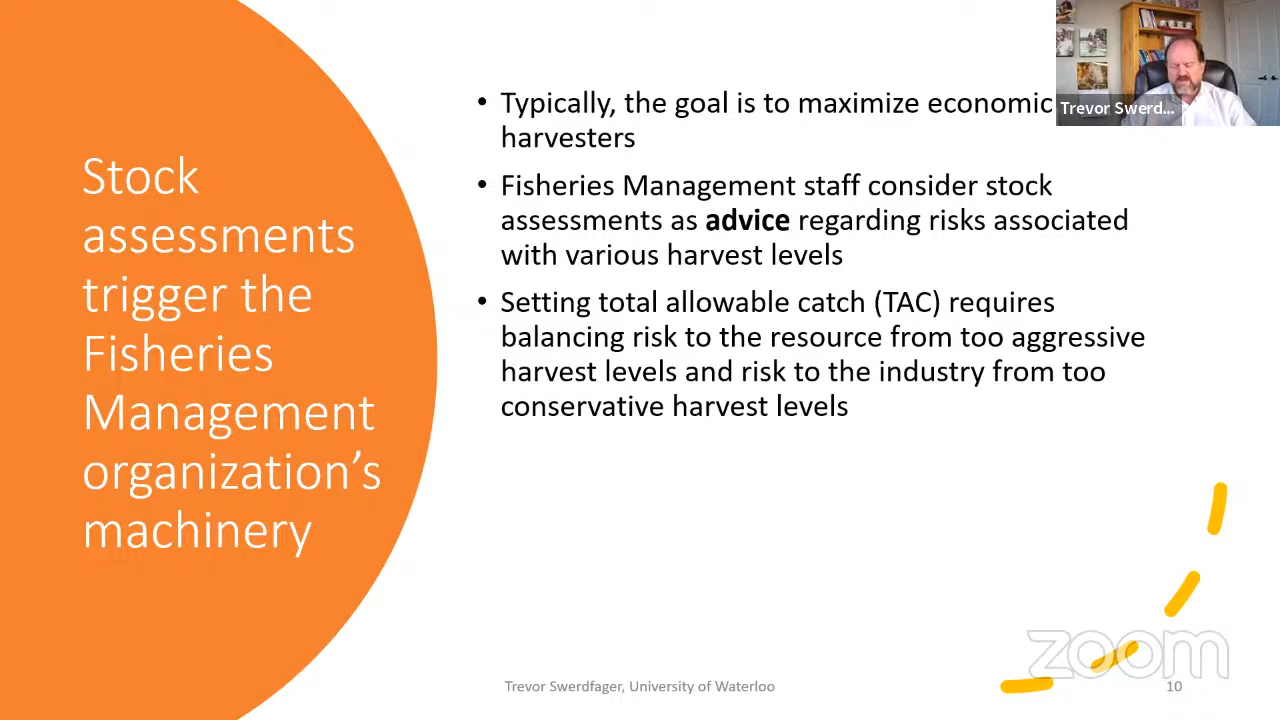 Stock
assessments
trigger the
Fisheries
Management
organization's
machinery
• Typically, the goal is to maximize economic
harvesters
• Fisheries Management staff consider stock
assessments as advice regarding risks associated
with various harvest levels
• Setting total allowable catch (TAC) requires
balancing risk to the resource from too aggressive
harvest levels and risk to the industry from too
conservative harvest levels
Trevor Swerd...
Trevor Swerdfager, University of Waterloo
10
zoom